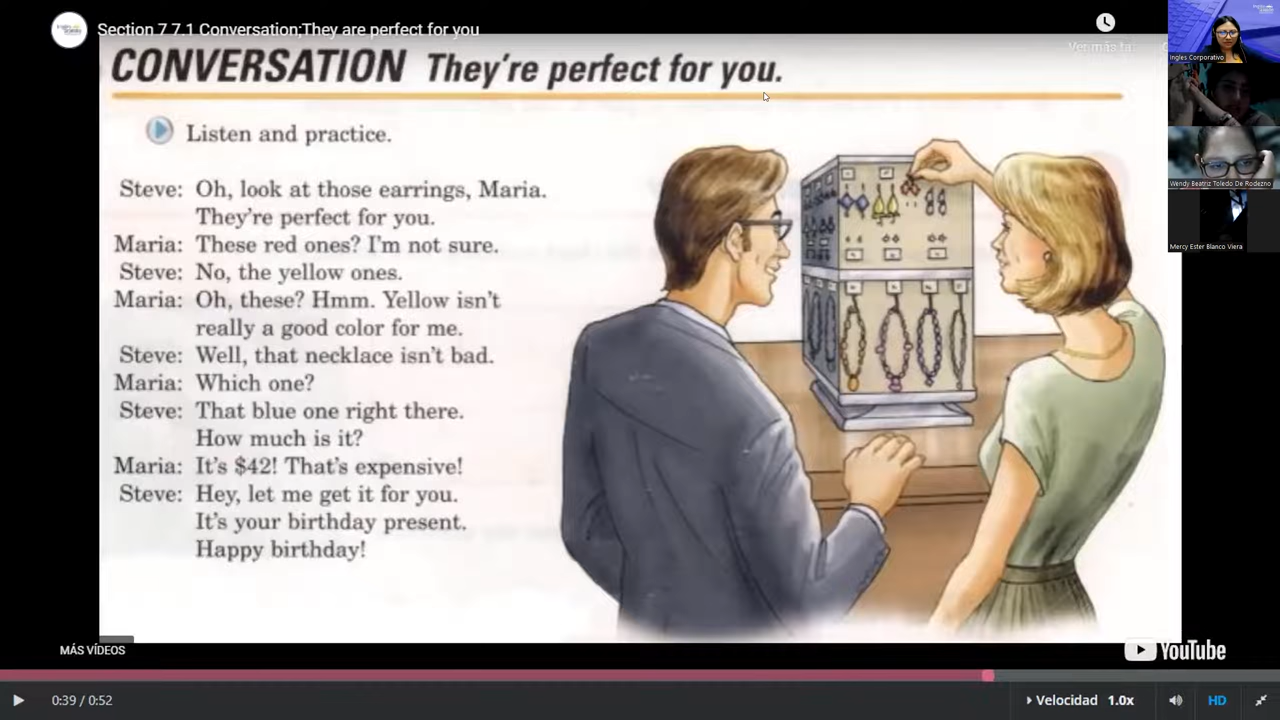 Section 7 7.1 Conversation;They are perfect for you
Ver más ta
CONVERSATION They're perfect for you.
Listen and practice.
Steve: Oh, look at those earrings, Maria.
They're perfect for you.
Maria: These red ones? I'm not sure.
Steve: No, the yellow ones.
Maria: Oh, these? Hmm. Yellow isn't
really a good color for me.
Steve: Well, that necklace isn't bad.
Maria: Which one?
Steve: That blue one right there.
How much is it?
Maria: It's $42! That's expensive!
Steve: Hey, let me get it for you.
It's your birthday present.
Happy birthday!
Ingles Corporativo
Wendy Beatriz Toledo De Rodezno
Mercy Ester Blanco Viera
MÁS VÍDEOS
YouTube
0:39 / 0:52
Velocidad 1.0x
HD